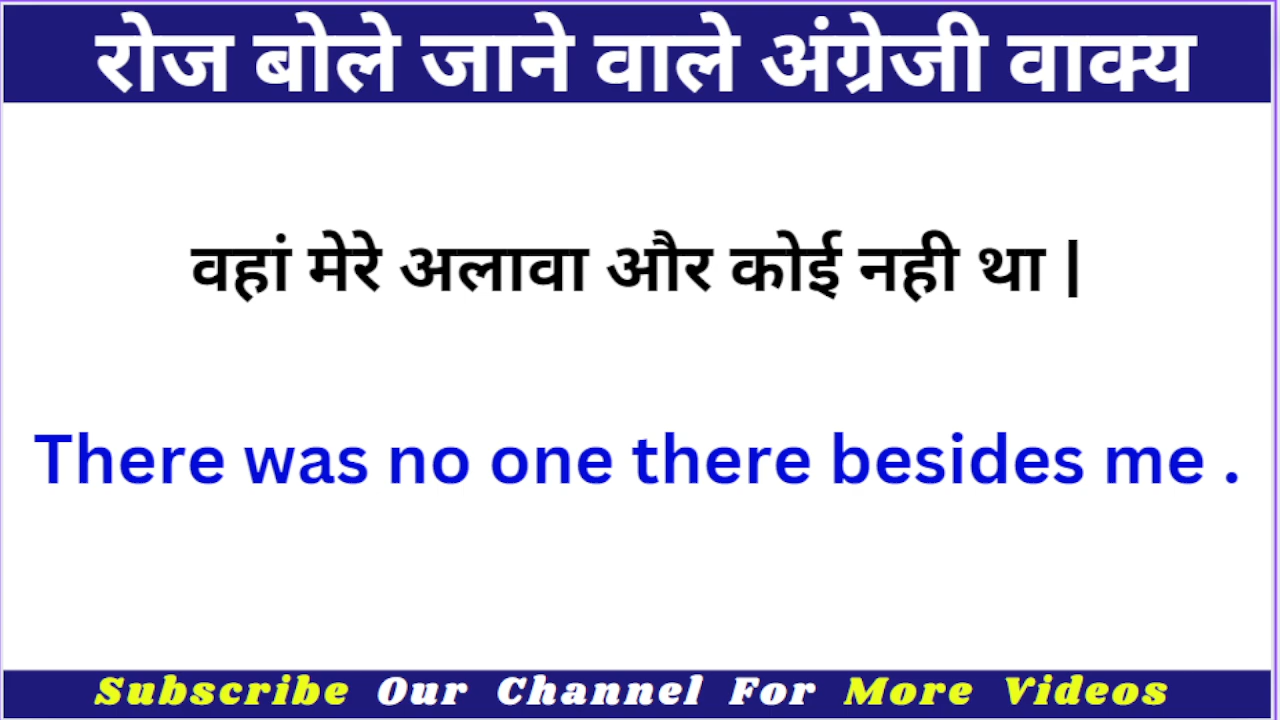 रोज बोले जाने वाले अंग्रेजी वाक्य
वहां मेरे अलावा और कोई नही था |
There was no one there besides me .
Subscribe Our Channel For More Videos